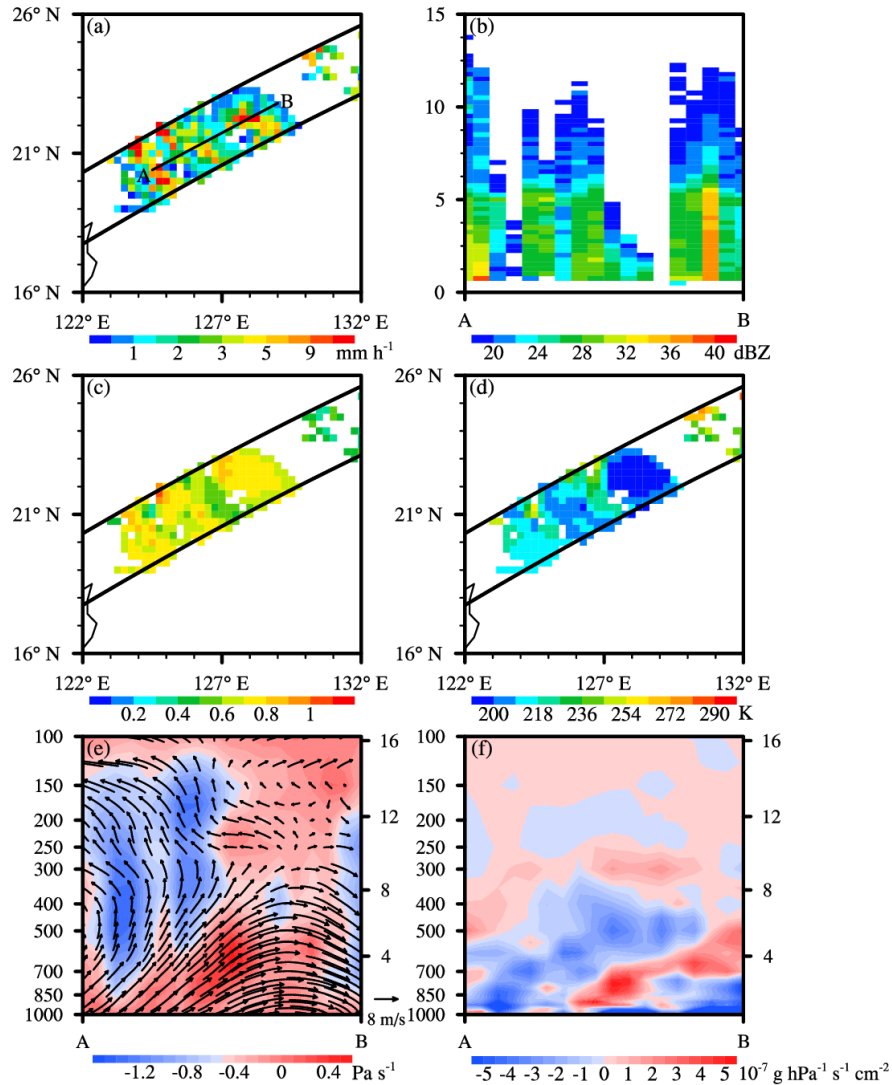 26° N (a)
21° N
16° N
122° E 127° E 132° E
A
B
1 2 3 5 9 mm h⁻¹
(b)
15
10
5
0
A B
20 24 28 32 36 40 dBZ
26° N (c)
21° N
16° N
122° E 127° E 132° E
0.2 0.4 0.6 0.8 1
26° N (d)
21° N
16° N
122° E 127° E 132° E
200 218 236 254 272 290 K
(e)
100
150
200
250
300
400
500
700
850
1000
16
12
8
4
8 m/s
A B
-1.2 -0.8 -0.4 0 0.4 Pa s⁻¹
(f)
100
150
200
250
300
400
500
700
850
1000
16
12
8
4
A B
-5 -4 -3 -2 -1 0 1 2 3 4 5 10⁻⁷ g hPa⁻¹ s⁻¹ cm⁻²